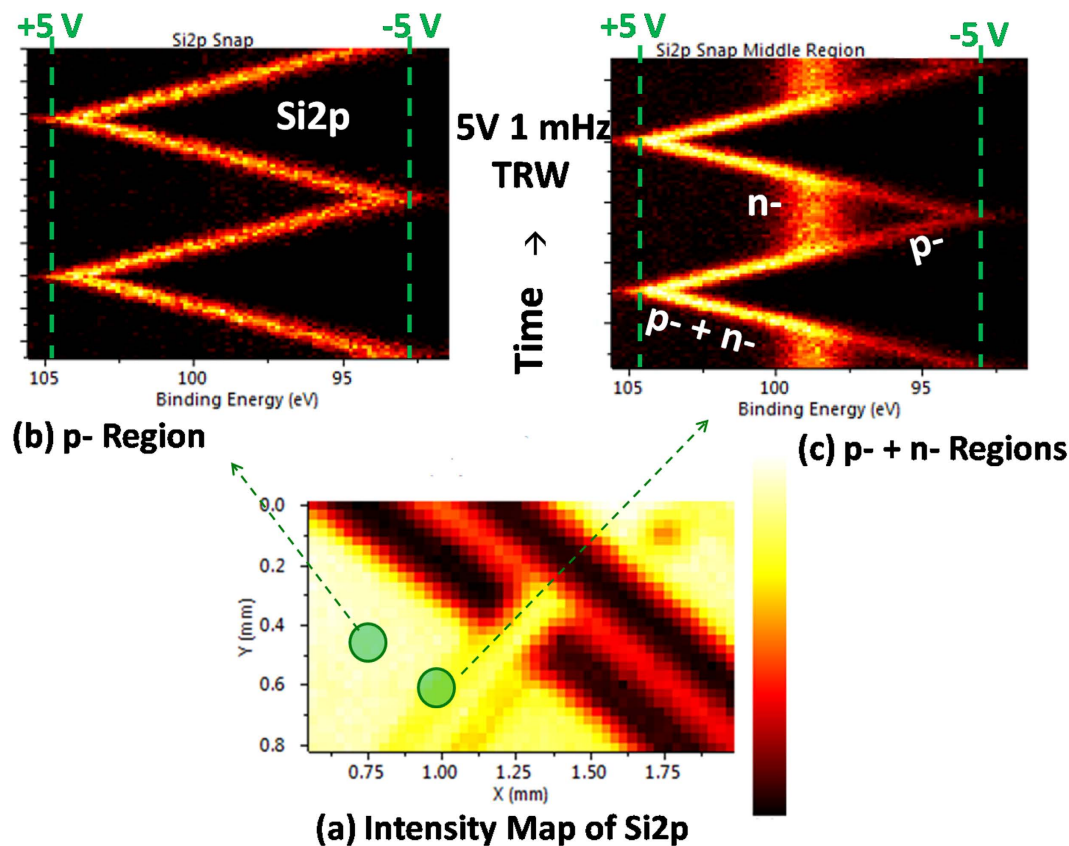 +5 V
-5 V
Si2p Snap
Si2p
105
100
95
Binding Energy (eV)
(b) p- Region
5V 1 mHz
TRW
Time →
+5 V
-5 V
Si2p Snap Middle Region
n-
p-
p- + n-
105
100
95
Binding Energy (eV)
(c) p- + n- Regions
0.0
0.2
0.4
0.6
0.8
Y (mm)
0.75
1.00
1.25
1.50
1.75
X (mm)
(a) Intensity Map of Si2p